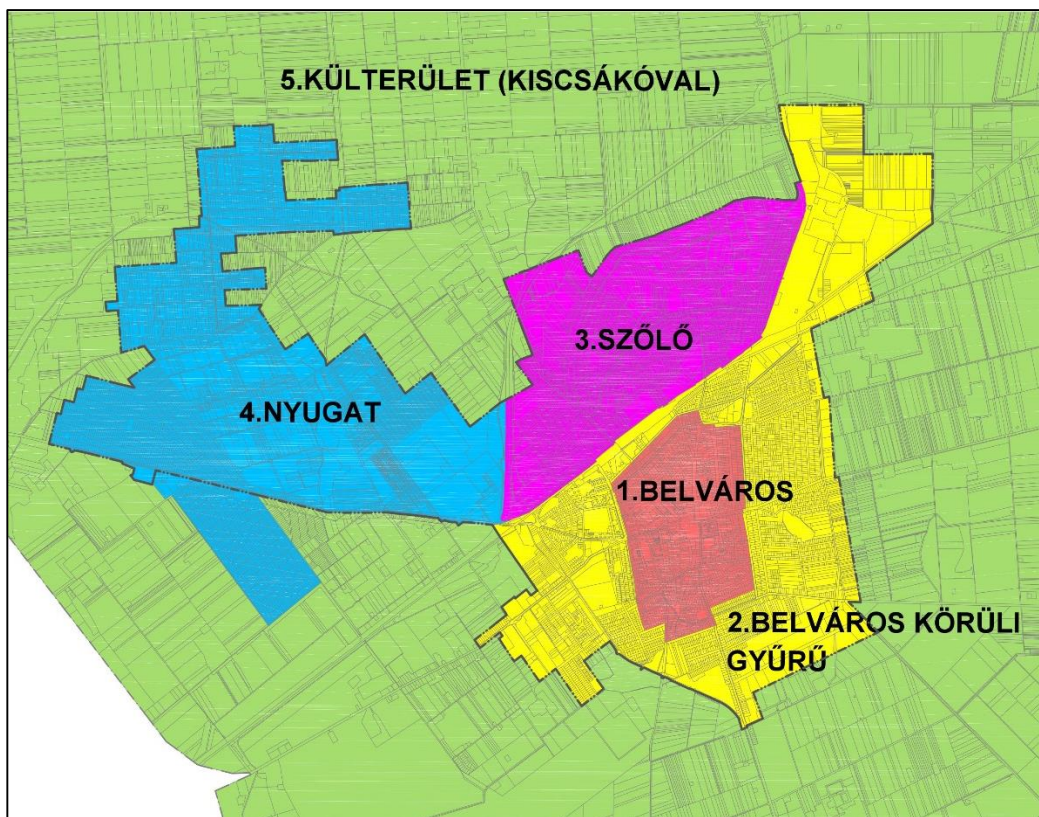 5.KÜLTERÜLET (KISCSÁKÓVAL)
3.SZŐLŐ
4.NYUGAT
1.BELVÁROS
2.BELVÁROS KÖRÜLI
GYŰRŰ